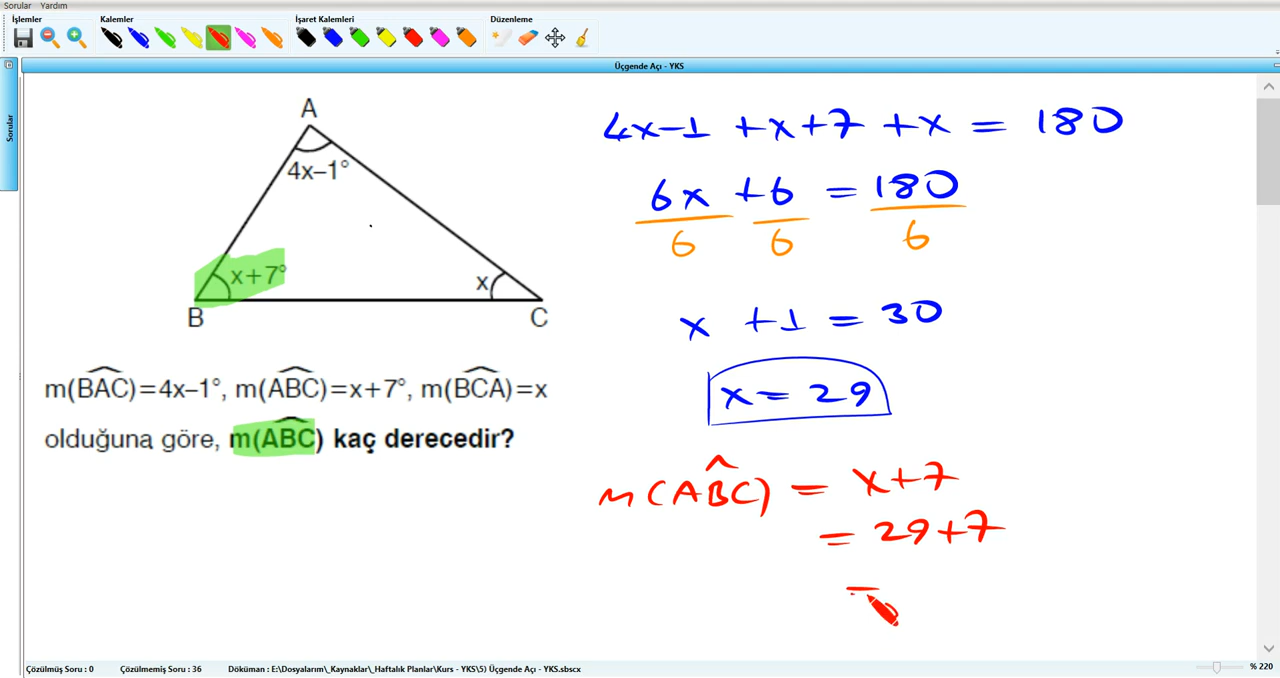 Sorular Yardım
İşlemler Kalemler İşaret Kalemleri Düzenleme
Üçgende Açı - YKS
Sorular
A
4x–1°
x+7°
x
B
C
m(BAC)=4x–1°, m(ABC)=x+7°, m(BCA)=x
olduğuna göre, m(ABC) kaç derecedir?
4x-1 +x+7 +x = 180
6x +6 = 180
6 6 6
x +1 = 30
x = 29
m(ABC) = x+7
= 29+7
Çözülmüş Soru : 0 Çözülmemiş Soru : 36 Döküman : E:\Dosyalarım\_Kaynaklar\_Haftalık Planlar\Kurs - YKS\5) Üçgende Açı - YKS.sbscx % 220